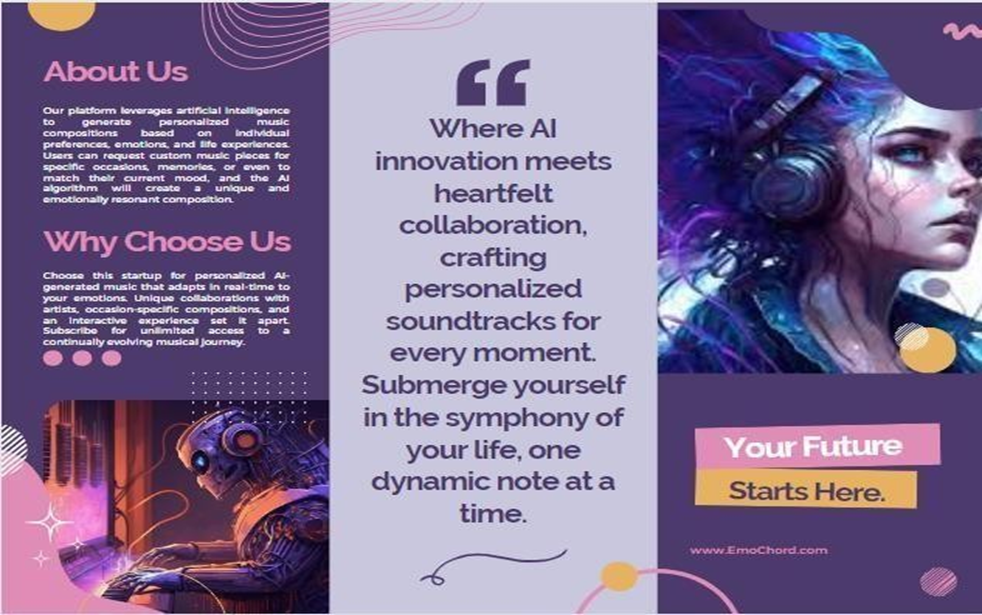 About Us
Our platform leverages artificial intelligence
to generate personalized music
compositions based on individual
preferences, emotions, and life experiences.
Users can request custom music pieces for
specific occasions, memories, or even to
match their current mood, and the AI
algorithm will create a unique and
emotionally resonant composition.
Why Choose Us
Choose this startup for personalized AI-
generated music that adapts in real-time to
your emotions. Unique collaborations with
artists, occasion-specific compositions, and
an interactive experience set it apart.
Subscribe for unlimited access to a
continually evolving musical journey.
“
Where AI
innovation meets
heartfelt
collaboration,
crafting
personalized
soundtracks for
every moment.
Submerge yourself
in the symphony of
your life, one
dynamic note at a
time.
Your Future
Starts Here.
www.EmoChord.com